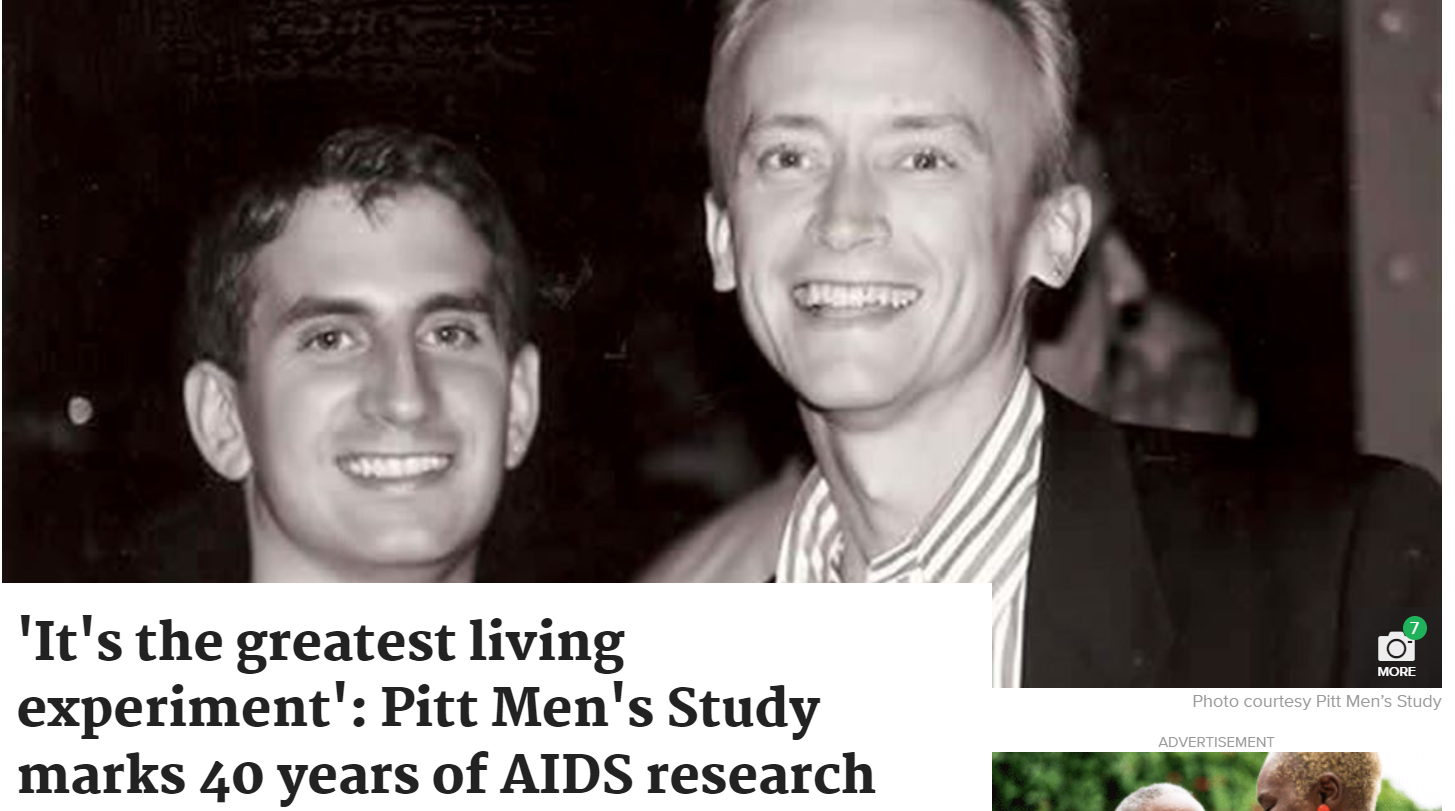 7
MORE
Photo courtesy Pitt Men's Study
'It's the greatest living
experiment': Pitt Men's Study
marks 40 years of AIDS research
ADVERTISEMENT